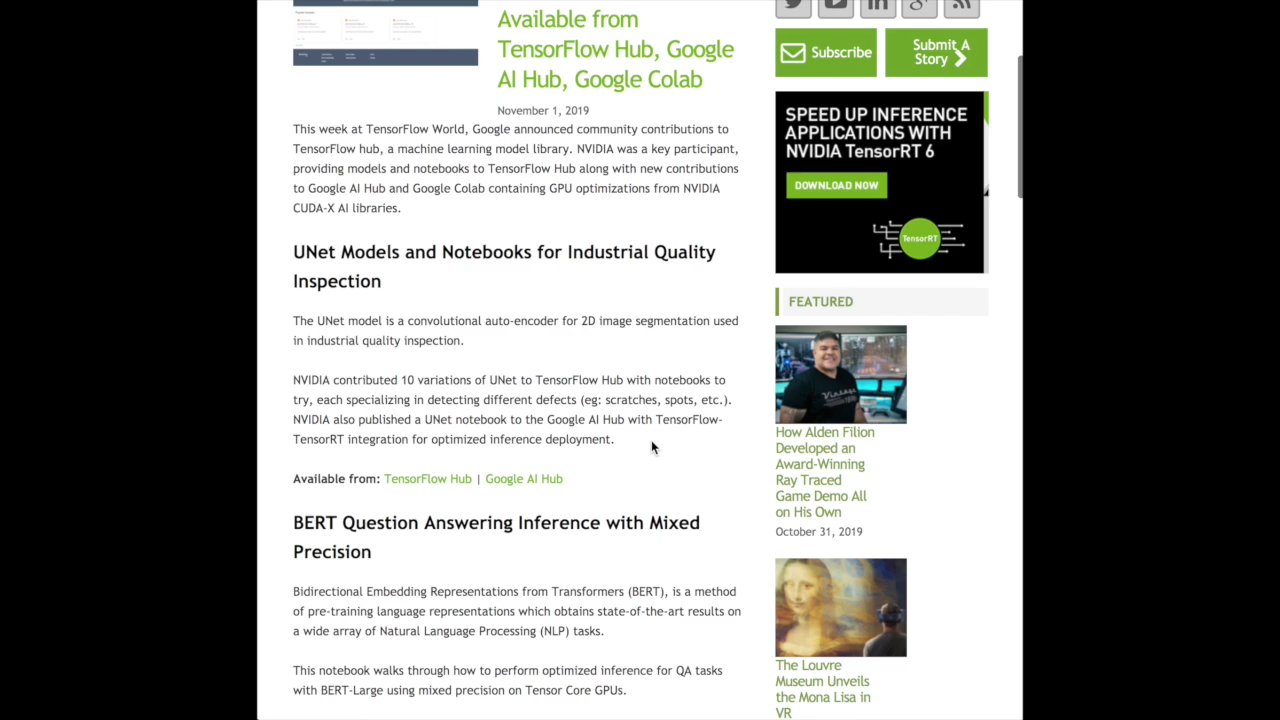 Available from
TensorFlow Hub, Google
AI Hub, Google Colab
November 1, 2019
This week at TensorFlow World, Google announced community contributions to
TensorFlow hub, a machine learning model library. NVIDIA was a key participant,
providing models and notebooks to TensorFlow Hub along with new contributions
to Google AI Hub and Google Colab containing GPU optimizations from NVIDIA
CUDA-X AI libraries.
UNet Models and Notebooks for Industrial Quality
Inspection
The UNet model is a convolutional auto-encoder for 2D image segmentation used
in industrial quality inspection.
NVIDIA contributed 10 variations of UNet to TensorFlow Hub with notebooks to
try, each specializing in detecting different defects (eg: scratches, spots, etc.).
NVIDIA also published a UNet notebook to the Google AI Hub with TensorFlow-
TensorRT integration for optimized inference deployment.
Available from: TensorFlow Hub | Google AI Hub
BERT Question Answering Inference with Mixed
Precision
Bidirectional Embedding Representations from Transformers (BERT), is a method
of pre-training language representations which obtains state-of-the-art results on
a wide array of Natural Language Processing (NLP) tasks.
This notebook walks through how to perform optimized inference for QA tasks
with BERT-Large using mixed precision on Tensor Core GPUs.
Subscribe
Submit A
Story
SPEED UP INFERENCE
APPLICATIONS WITH
NVIDIA TensorRT 6
DOWNLOAD NOW
TensorRT
FEATURED
How Alden Filion
Developed an
Award-Winning
Ray Traced
Game Demo All
on His Own
October 31, 2019
The Louvre
Museum Unveils
the Mona Lisa in
VR